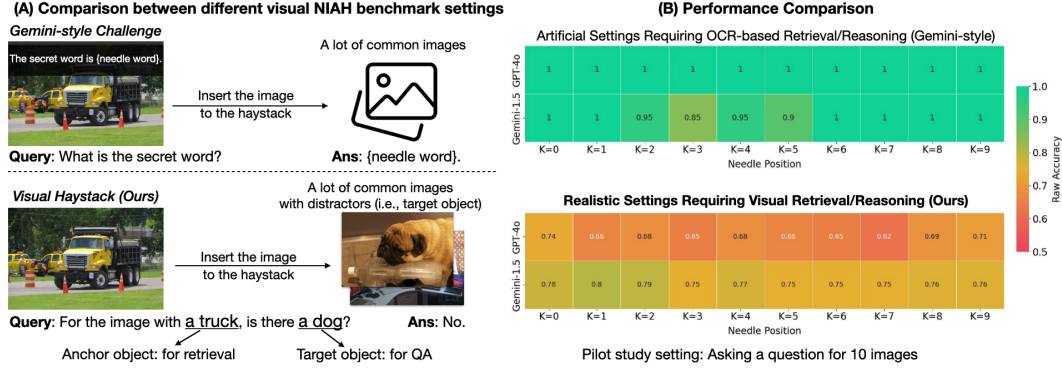 (A) Comparison between different visual NIAH benchmark settings
Gemini-style Challenge
The secret word is {needle word}.
Insert the image
to the haystack
A lot of common images
Query: What is the secret word?
Ans: {needle word}.
Visual Haystack (Ours)
Insert the image
to the haystack
A lot of common images
with distractors (i.e., target object)
Query: For the image with a truck, is there a dog?
Ans: No.
Anchor object: for retrieval
Target object: for QA
(B) Performance Comparison
Artificial Settings Requiring OCR-based Retrieval/Reasoning (Gemini-style)
GPT-4o
1 1 1 1 1 1 1 1 1 1
Gemini-1.5
1 1 0.95 0.85 0.95 0.9 1 1 1 1
K=0 K=1 K=2 K=3 K=4 K=5 K=6 K=7 K=8 K=9
Needle Position
Realistic Settings Requiring Visual Retrieval/Reasoning (Ours)
GPT-4o
0.74 0.66 0.68 0.65 0.68 0.66 0.65 0.62 0.69 0.71
Gemini-1.5
0.78 0.8 0.79 0.75 0.77 0.75 0.75 0.75 0.76 0.76
K=0 K=1 K=2 K=3 K=4 K=5 K=6 K=7 K=8 K=9
Needle Position
1.0
0.9
0.8
0.7
0.6
0.5
Raw Accuracy
Pilot study setting: Asking a question for 10 images